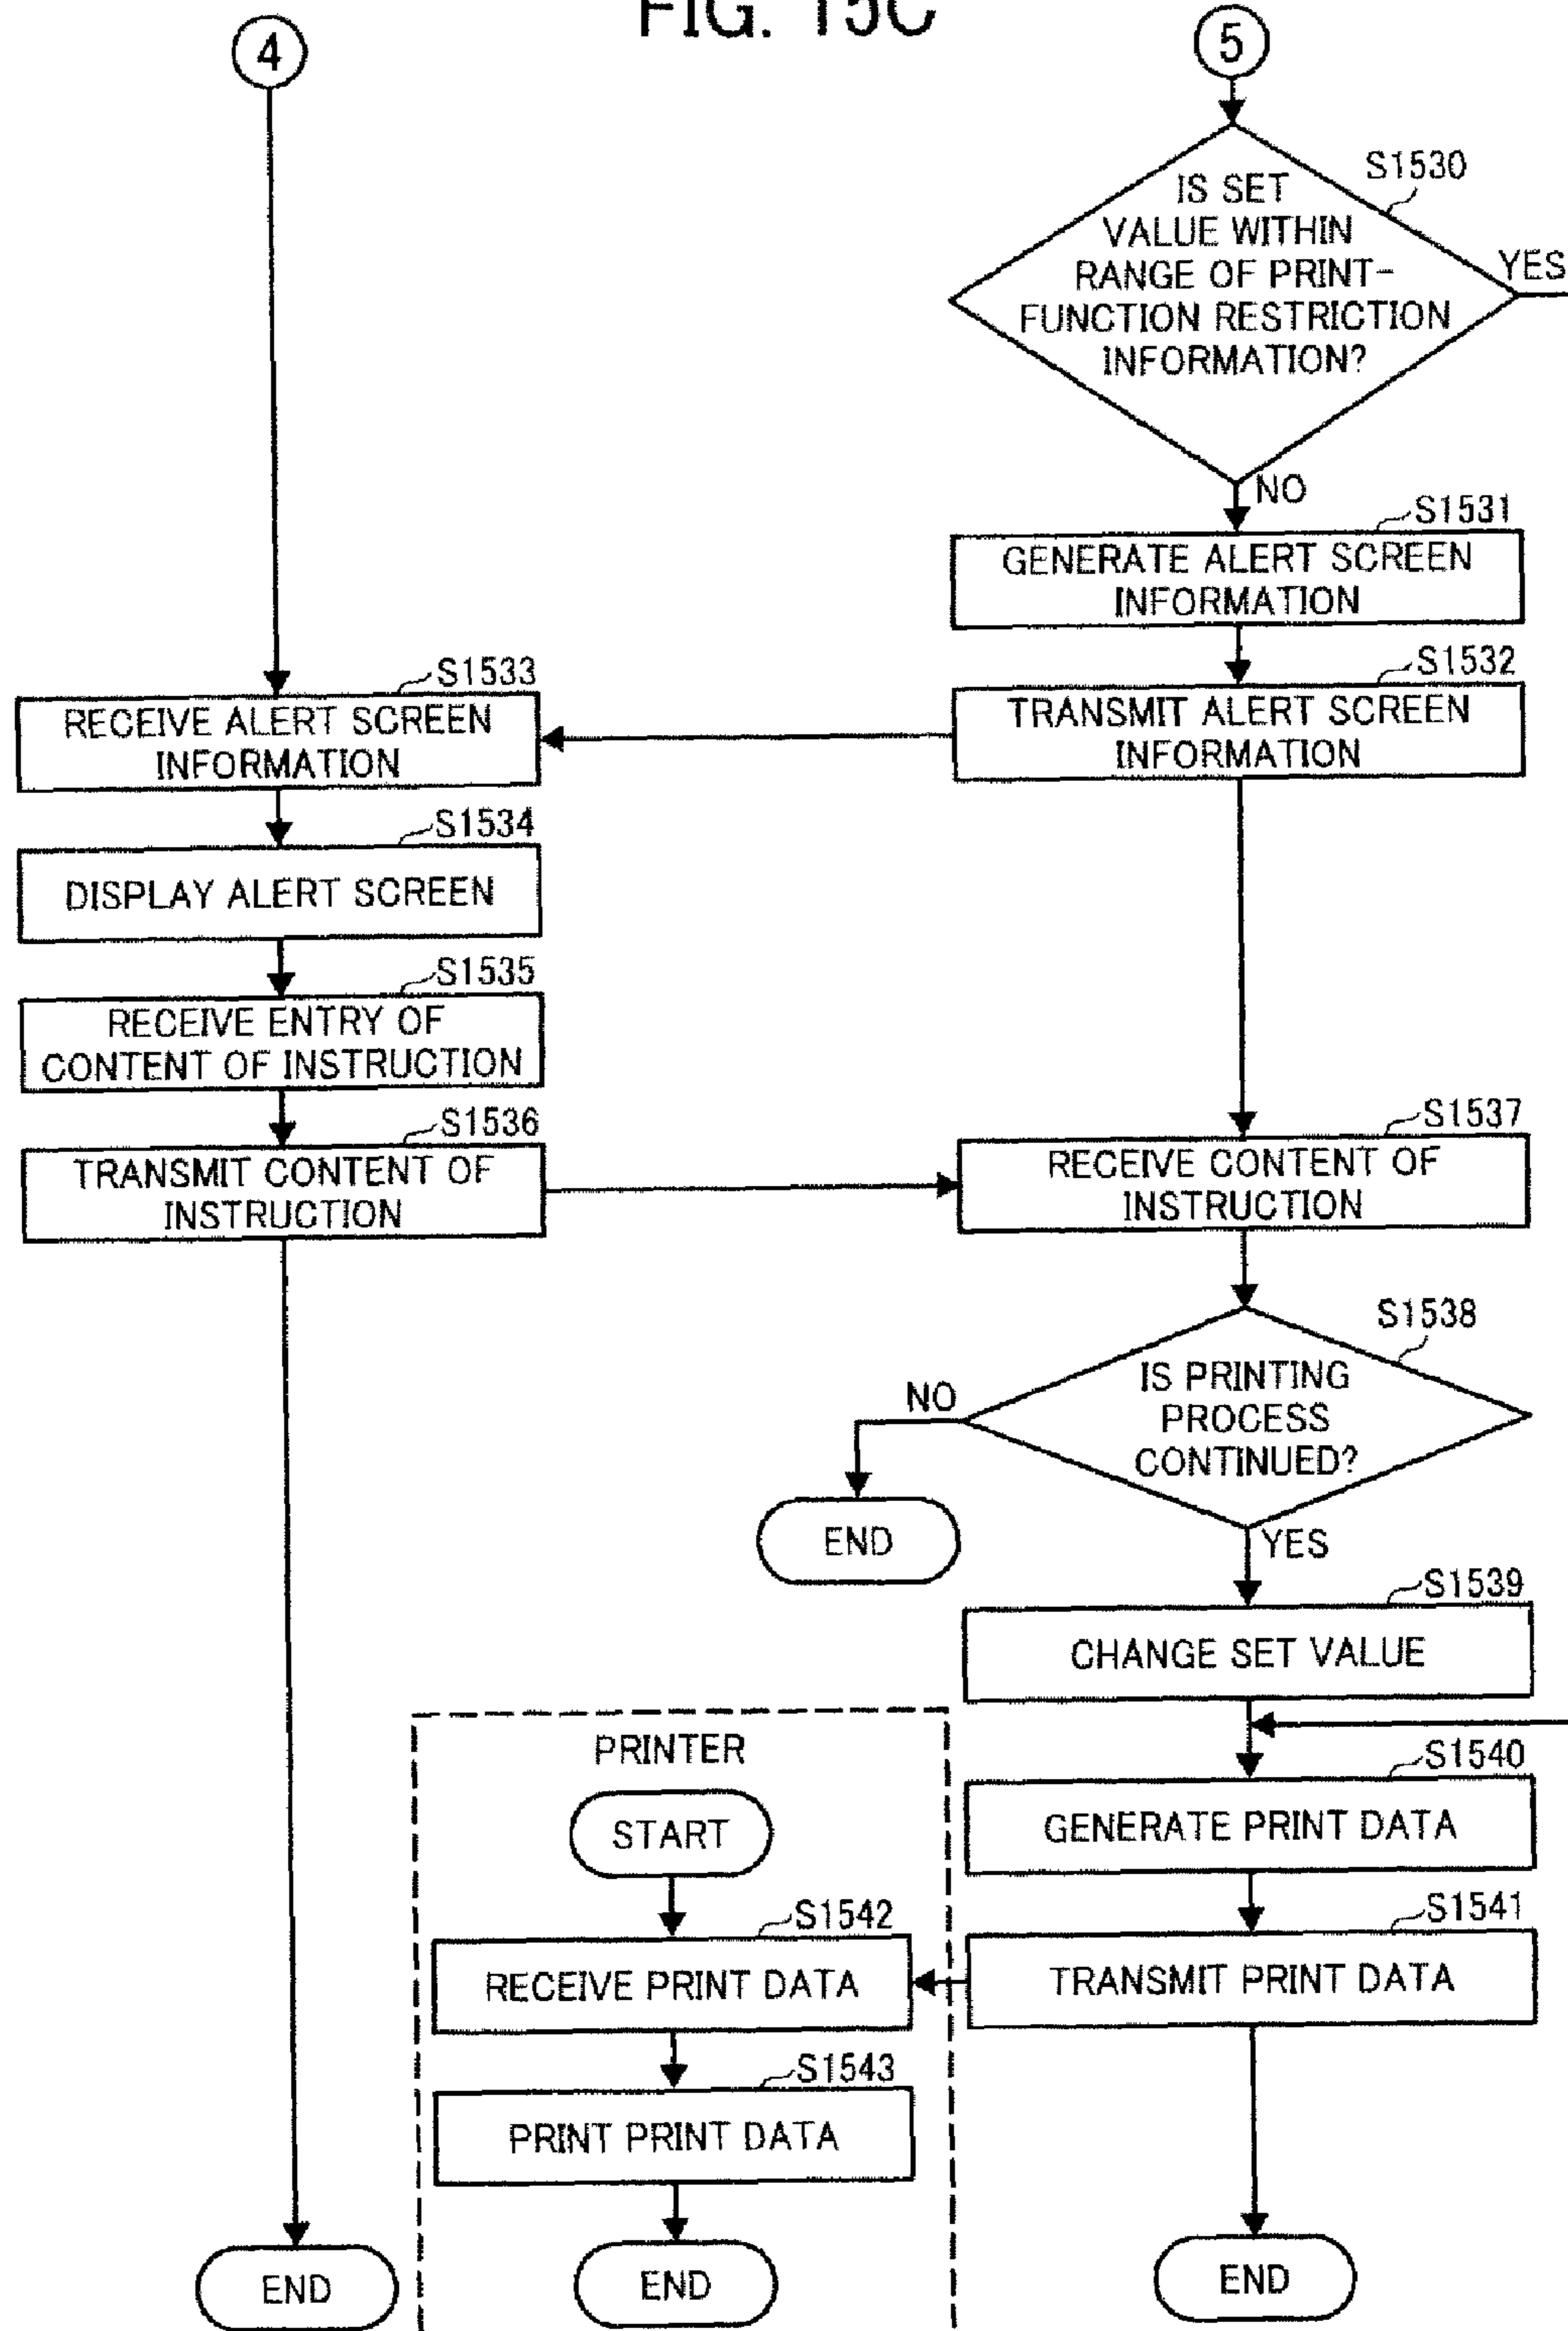 FIG. 15C
4
5
S1530
IS SET
VALUE WITHIN
RANGE OF PRINT-
FUNCTION RESTRICTION
INFORMATION?
YES
NO
S1531
GENERATE ALERT SCREEN
INFORMATION
S1532
TRANSMIT ALERT SCREEN
INFORMATION
S1533
RECEIVE ALERT SCREEN
INFORMATION
S1534
DISPLAY ALERT SCREEN
S1535
RECEIVE ENTRY OF
CONTENT OF INSTRUCTION
S1536
TRANSMIT CONTENT OF
INSTRUCTION
S1537
RECEIVE CONTENT OF
INSTRUCTION
S1538
IS PRINTING
PROCESS
CONTINUED?
NO
END
YES
S1539
CHANGE SET VALUE
S1540
GENERATE PRINT DATA
S1541
TRANSMIT PRINT DATA
PRINTER
START
S1542
RECEIVE PRINT DATA
S1543
PRINT PRINT DATA
END
END
END